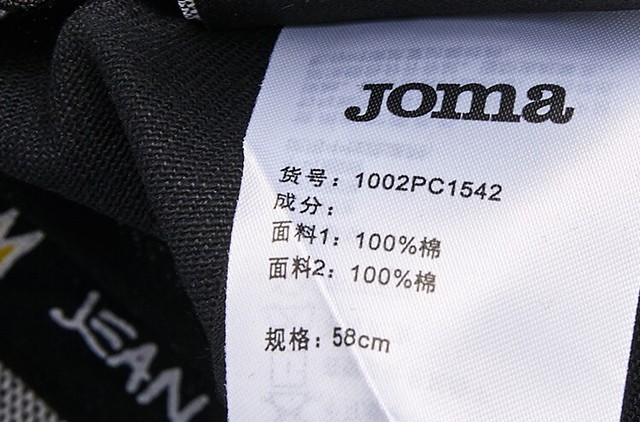 Joma
货号：1002PC1542
成分：
面料1：100%棉
面料2：100%棉
规格：58cm
M
JEAN